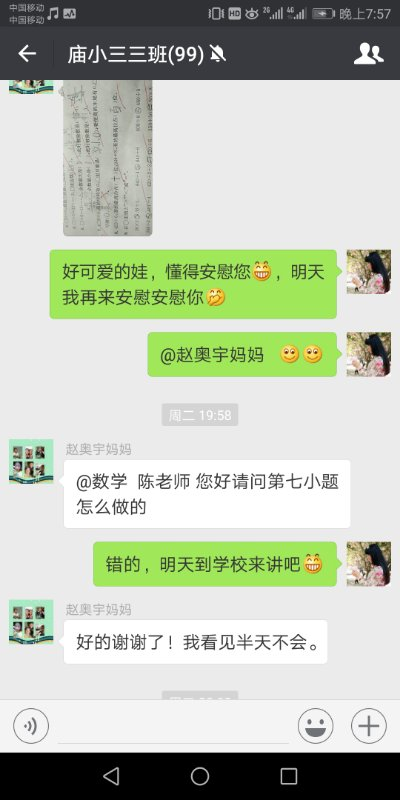 中国移动
中国移动
HD
2G
4G
晚上7:57
庙小三三班(99)
好可爱的娃，懂得安慰您，明天
我再来安慰安慰你
@赵奥宇妈妈
周二 19:58
赵奥宇妈妈
@数学 陈老师 您好请问第七小题
怎么做的
错的，明天到学校来讲吧
赵奥宇妈妈
好的谢谢了！我看见半天不会。